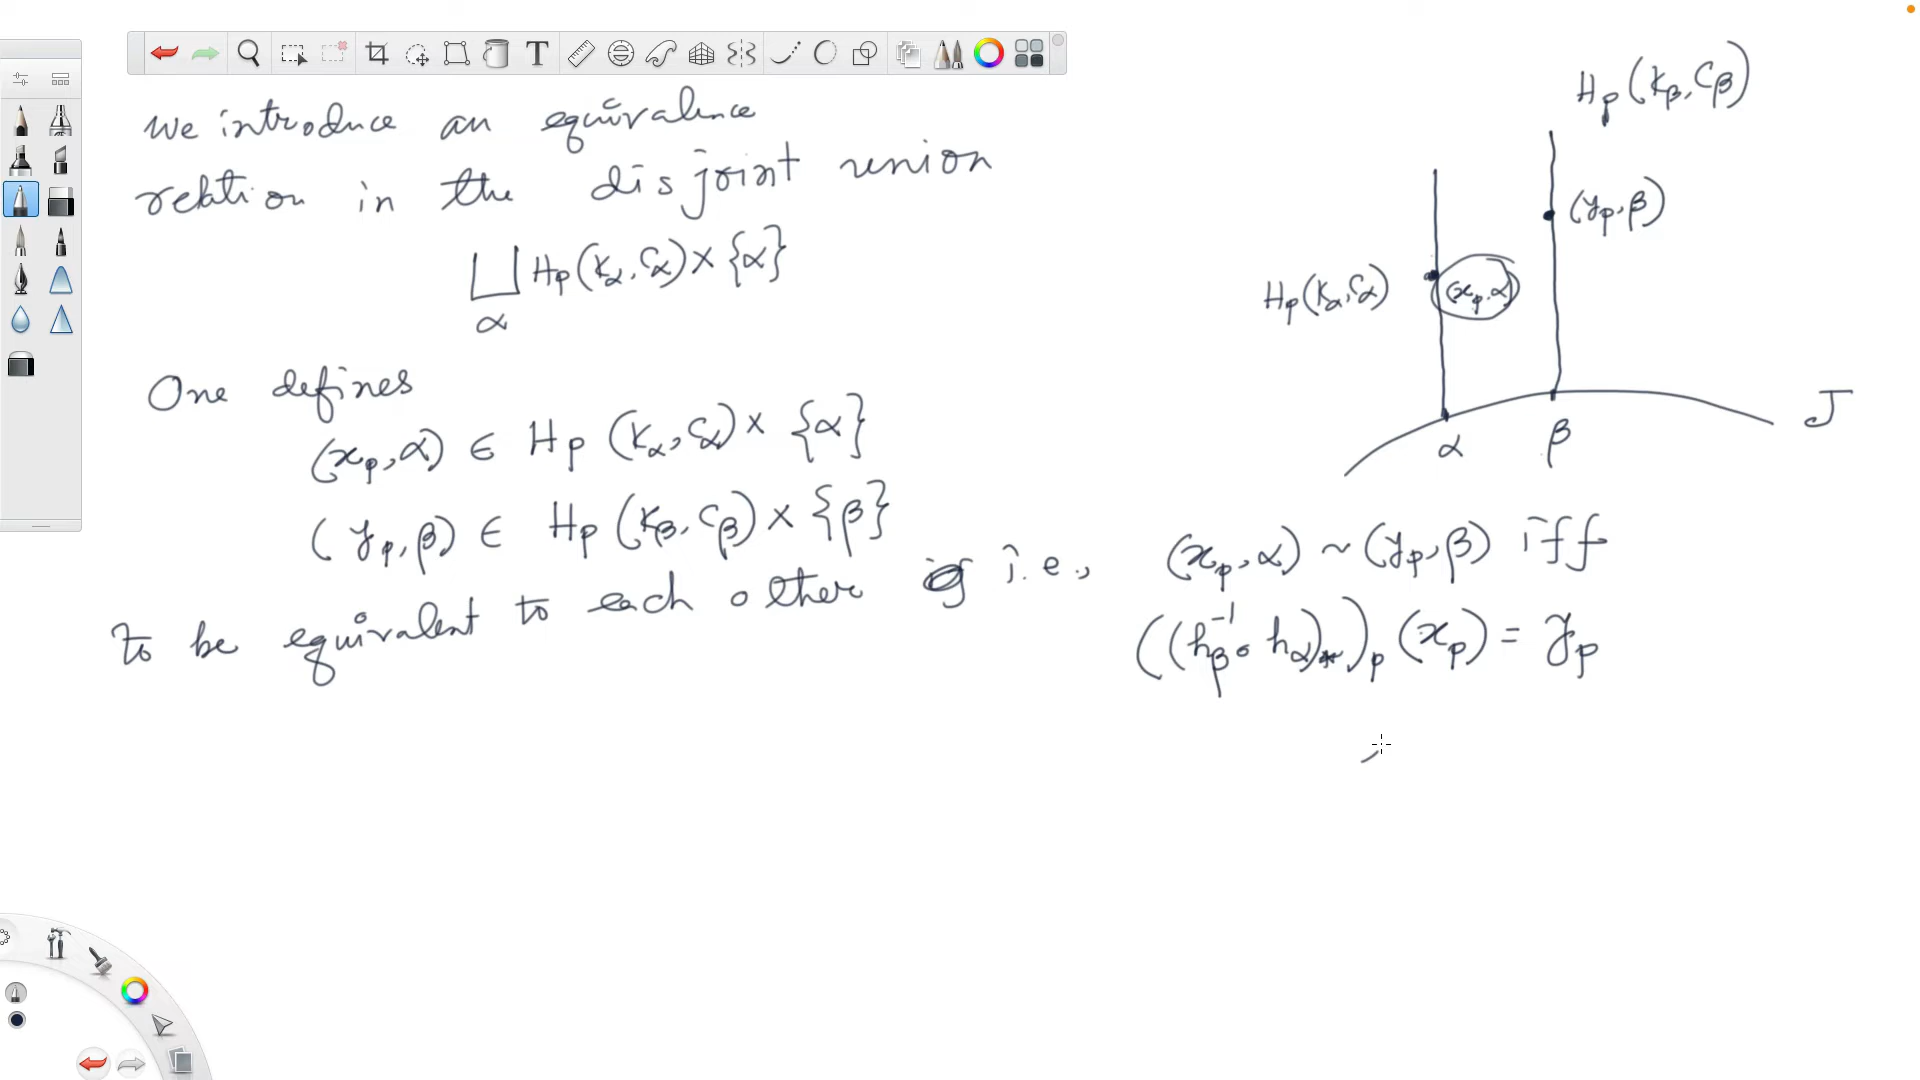 we introduce an equivalence
relation in the disjoint union
⨆ Hp(Kα, Cα) × {α}
α
One defines
(xp, α) ∈ Hp (Kα, Cα) × {α}
(yp, β) ∈ Hp (Kβ, Cβ) × {β}
to be equivalent to each other i.e.,
Hp(Kβ, Cβ)
(yp, β)
Hp(Kα, Cα)
(xp, α)
J
α
β
(xp, α) ~ (yp, β) iff
((hβ⁻¹ ∘ hα)*)p (xp) = yp
T